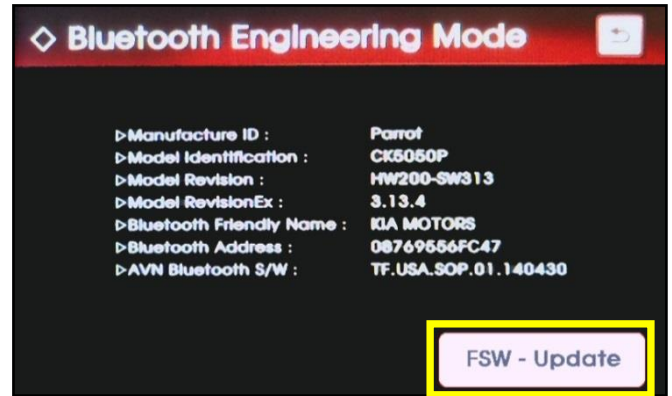 ◇ Bluetooth Engineering Mode
▷Manufacture ID : Parrot
▷Model Identification : CK5050P
▷Model Revision : HW200-SW313
▷Model RevisionEx : 3.13.4
▷Bluetooth Friendly Name : KIA MOTORS
▷Bluetooth Address : 08769556FC47
▷AVN Bluetooth S/W : TF.USA.SOP.01.140430
FSW - Update